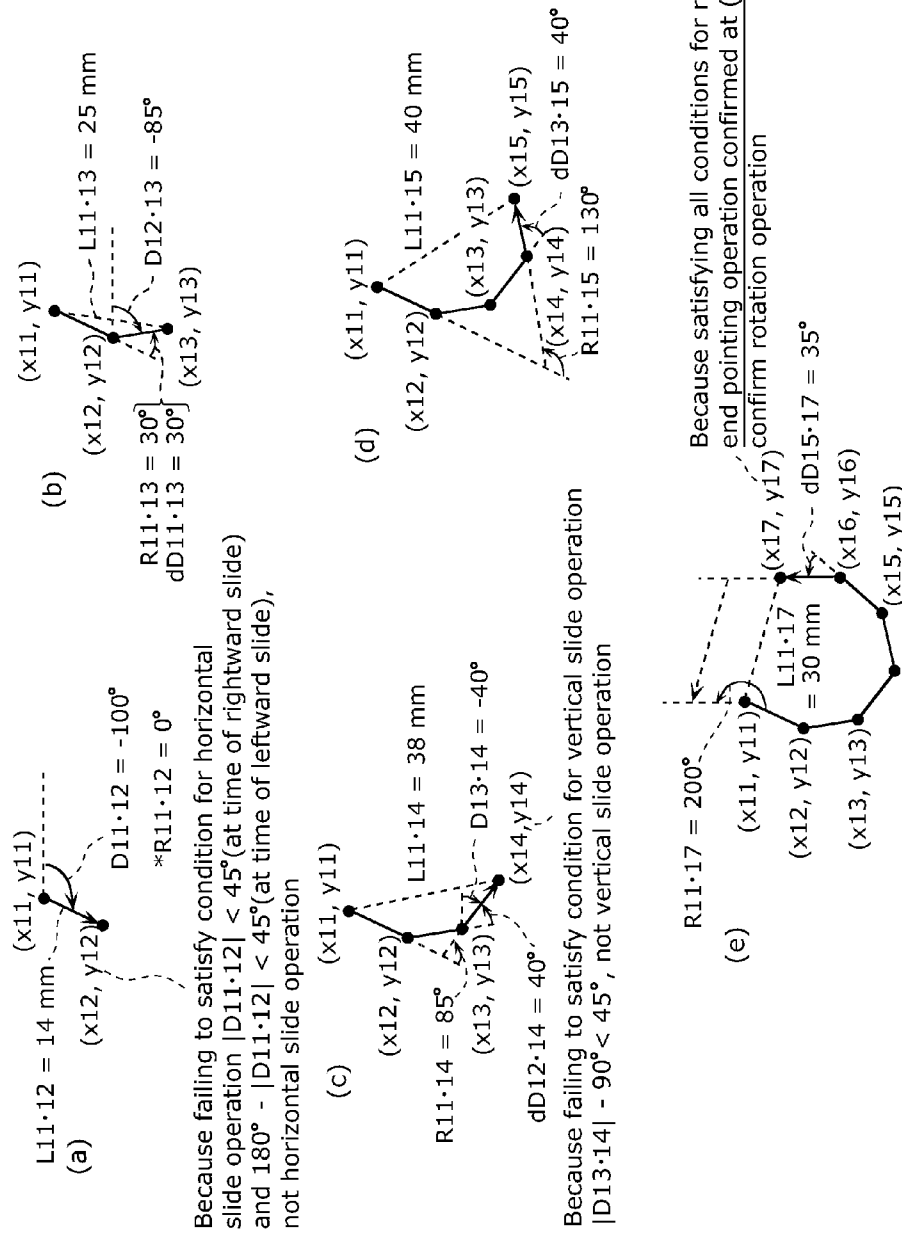 (a)
L11·12 = 14 mm
(x11, y11)
(x12, y12)
D11·12 = -100°
*R11·12 = 0°
Because failing to satisfy condition for horizontal
slide operation |D11·12| < 45°(at time of rightward slide)
and 180° - |D11·12| < 45°(at time of leftward slide),
not horizontal slide operation
(b)
(x11, y11)
(x12, y12)
(x13, y13)
L11·13 = 25 mm
D12·13 = -85°
R11·13 = 30°
dD11·13 = 30°
(c)
(x11, y11)
(x12, y12)
L11·14 = 38 mm
R11·14 = 85°
(x13, y13)
D13·14 = -40°
(x14,y14)
dD12·14 = 40°
Because failing to satisfy condition for vertical slide operation
|D13·14| - 90°< 45°, not vertical slide operation
(d)
(x11, y11)
(x12, y12)
L11·15 = 40 mm
(x13, y13)
(x15, y15)
(x14, y14)
R11·15 = 130°
dD13·15 = 40°
(e)
R11·17 = 200°
(x11, y11)
(x12, y12)
(x13, y13)
L11·17
= 30 mm
(x17, y17)
dD15·17 = 35°
(x16, y16)
(x15, y15)
Because satisfying all conditions for
end pointing operation confirmed at (
confirm rotation operation